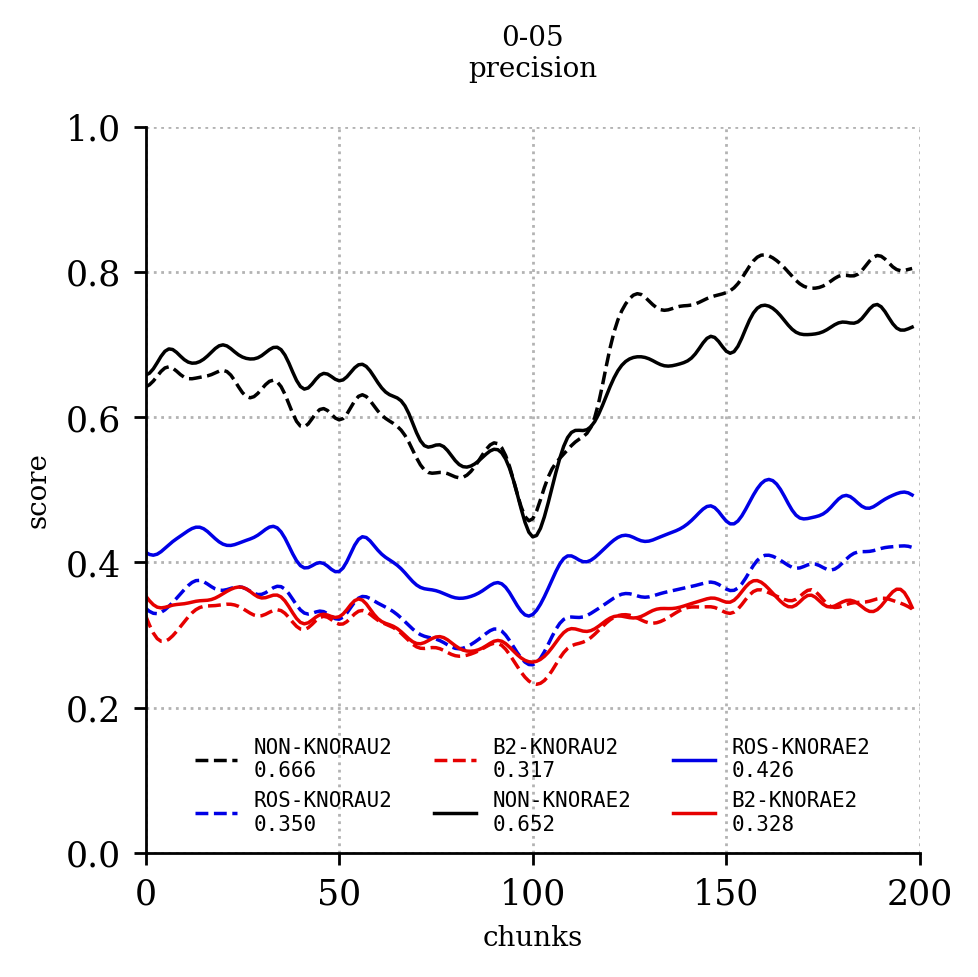 0-05
precision
1.0
0.8
0.6
0.4
0.2
0.0
score
NON-KNORAU2
0.666
ROS-KNORAU2
0.350
B2-KNORAU2
0.317
NON-KNORAE2
0.652
ROS-KNORAE2
0.426
B2-KNORAE2
0.328
0 50 100 150 200
chunks